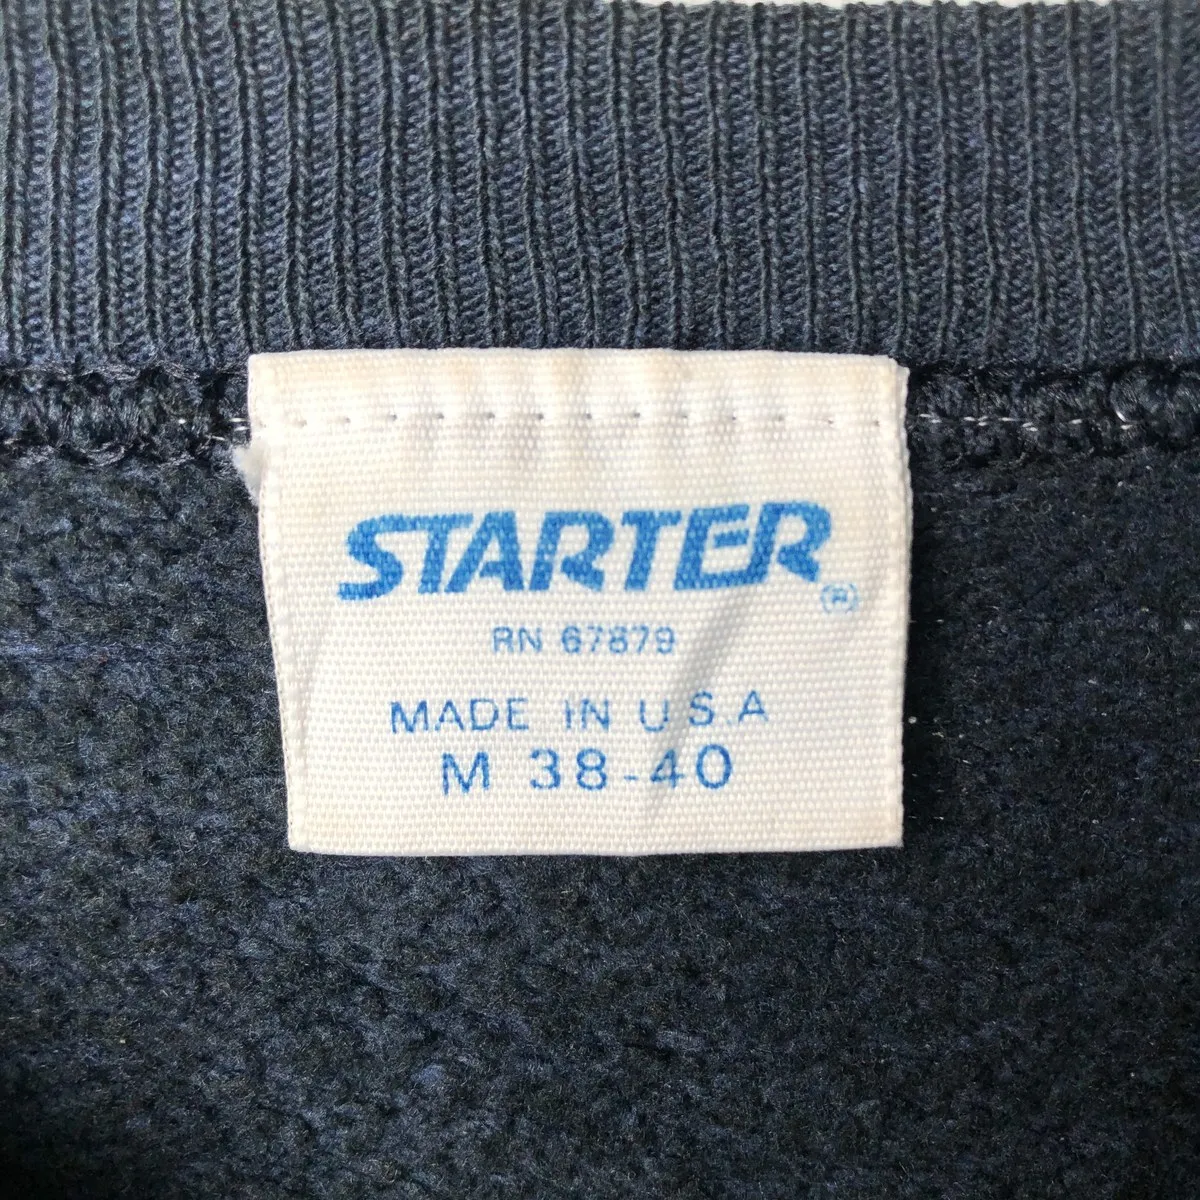 STARTER®
RN 67879
MADE IN U.S.A
M 38-40